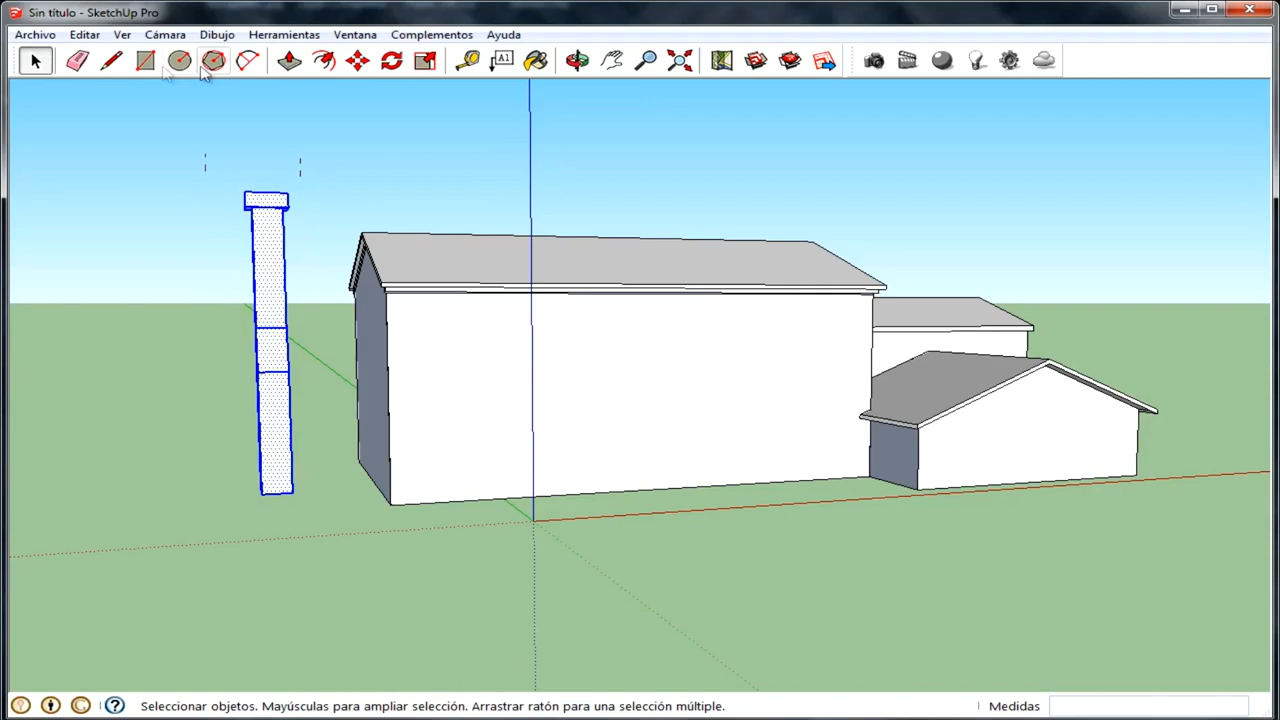 Sin título - SketchUp Pro
Archivo Editar Ver Cámara Dibujo Herramientas Ventana Complementos Ayuda
A1
Seleccionar objetos. Mayúsculas para ampliar selección. Arrastrar ratón para una selección múltiple. Medidas